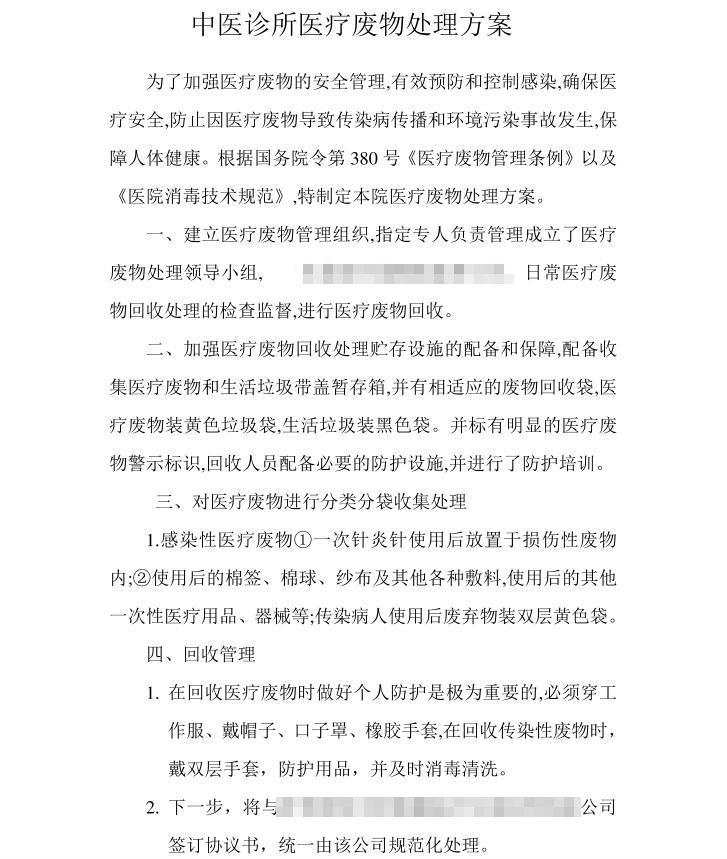 中医诊所医疗废物处理方案
为了加强医疗废物的安全管理,有效预防和控制感染,确保医
疗安全,防止因医疗废物导致传染病传播和环境污染事故发生,保
障人体健康。根据国务院令第 380 号《医疗废物管理条例》以及
《医院消毒技术规范》,特制定本院医疗废物处理方案。
一、建立医疗废物管理组织,指定专人负责管理成立了医疗
废物处理领导小组, 日常医疗废
物回收处理的检查监督,进行医疗废物回收。
二、加强医疗废物回收处理贮存设施的配备和保障,配备收
集医疗废物和生活垃圾带盖暂存箱,并有相适应的废物回收袋,医
疗废物装黄色垃圾袋,生活垃圾装黑色袋。并标有明显的医疗废
物警示标识,回收人员配备必要的防护设施,并进行了防护培训。
三、对医疗废物进行分类分袋收集处理
1.感染性医疗废物①一次针炎针使用后放置于损伤性废物
内;②使用后的棉签、棉球、纱布及其他各种敷料,使用后的其他
一次性医疗用品、器械等;传染病人使用后废弃物装双层黄色袋。
四、回收管理
1. 在回收医疗废物时做好个人防护是极为重要的,必须穿工
作服、戴帽子、口子罩、橡胶手套,在回收传染性废物时，
戴双层手套，防护用品，并及时消毒清洗。
2. 下一步，将与 公司
签订协议书，统一由该公司规范化处理。